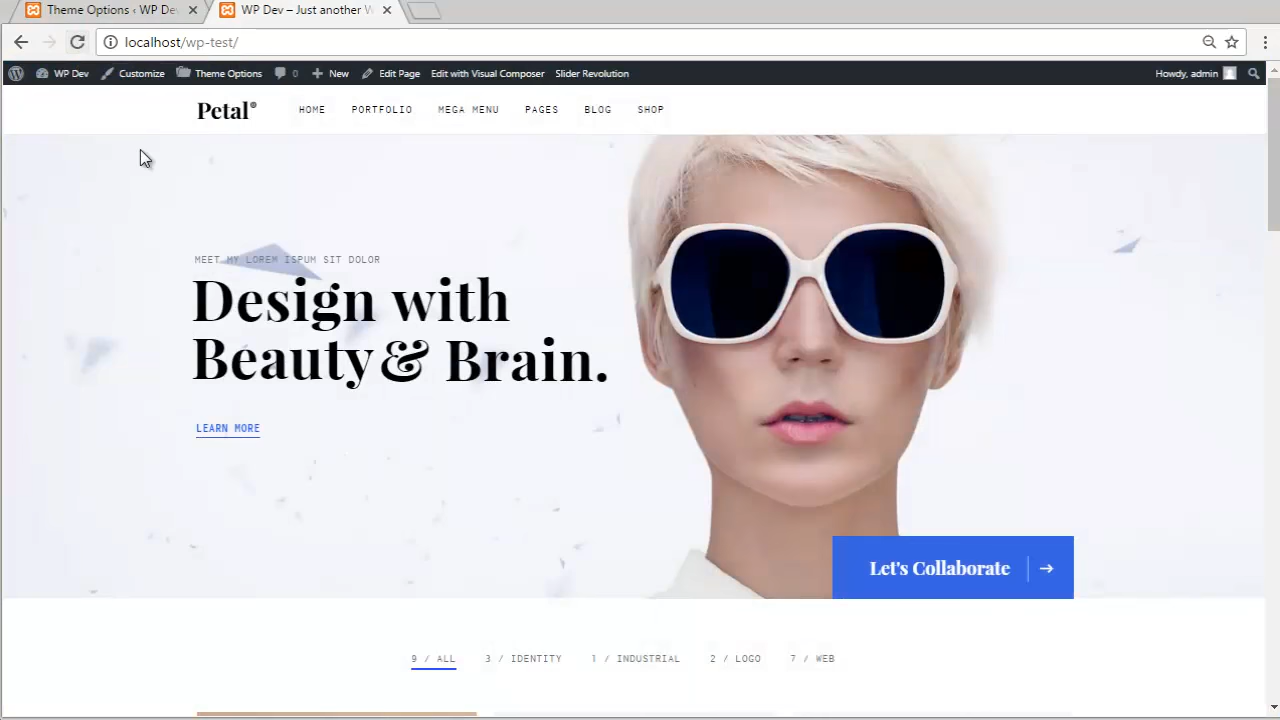 Theme Options ‹ WP De
WP Dev – Just another W
localhost/wp-test/
WP Dev Customize Theme Options 0 New Edit Page Edit with Visual Composer Slider Revolution Howdy, admin
Petal® HOME PORTFOLIO MEGA MENU PAGES BLOG SHOP
MEET MY LOREM ISPUM SIT DOLOR
Design with
Beauty & Brain.
LEARN MORE
Let's Collaborate →
9 / ALL 3 / IDENTITY 1 / INDUSTRIAL 2 / LOGO 7 / WEB